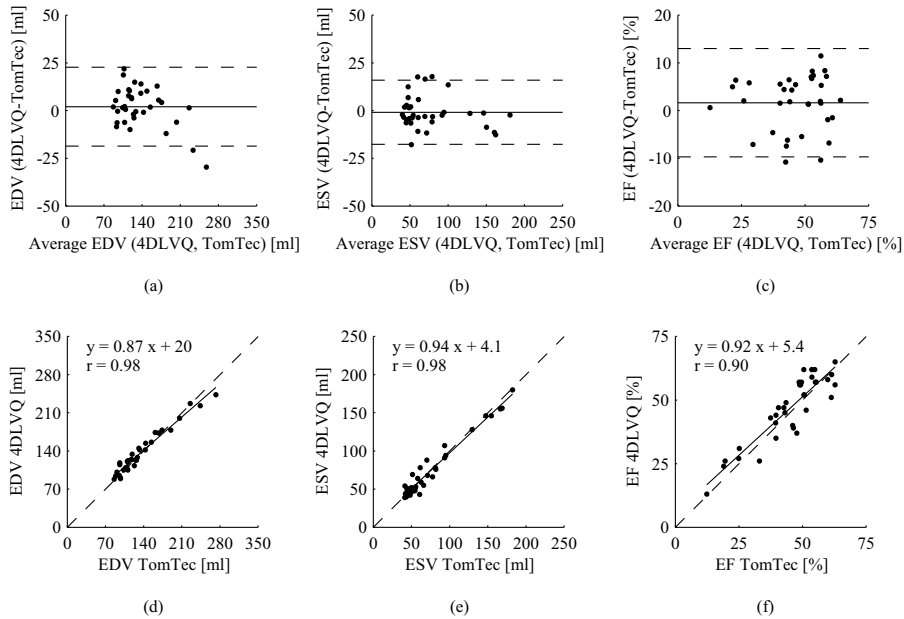 EDV (4DLVQ-TomTec) [ml]
50
25
0
-25
-50
0 70 140 210 280 350
Average EDV (4DLVQ, TomTec) [ml]
(a)
ESV (4DLVQ-TomTec) [ml]
50
25
0
-25
-50
0 50 100 150 200 250
Average ESV (4DLVQ, TomTec) [ml]
(b)
EF (4DLVQ-TomTec) [%]
20
10
0
-10
-20
0 25 50 75
Average EF (4DLVQ, TomTec) [%]
(c)
EDV 4DLVQ [ml]
350
280
210
140
70
0
y = 0.87 x + 20
r = 0.98
0 70 140 210 280 350
EDV TomTec [ml]
(d)
ESV 4DLVQ [ml]
250
200
150
100
50
0
y = 0.94 x + 4.1
r = 0.98
0 50 100 150 200 250
ESV TomTec [ml]
(e)
EF 4DLVQ [%]
75
50
25
0
y = 0.92 x + 5.4
r = 0.90
0 25 50 75
EF TomTec [%]
(f)